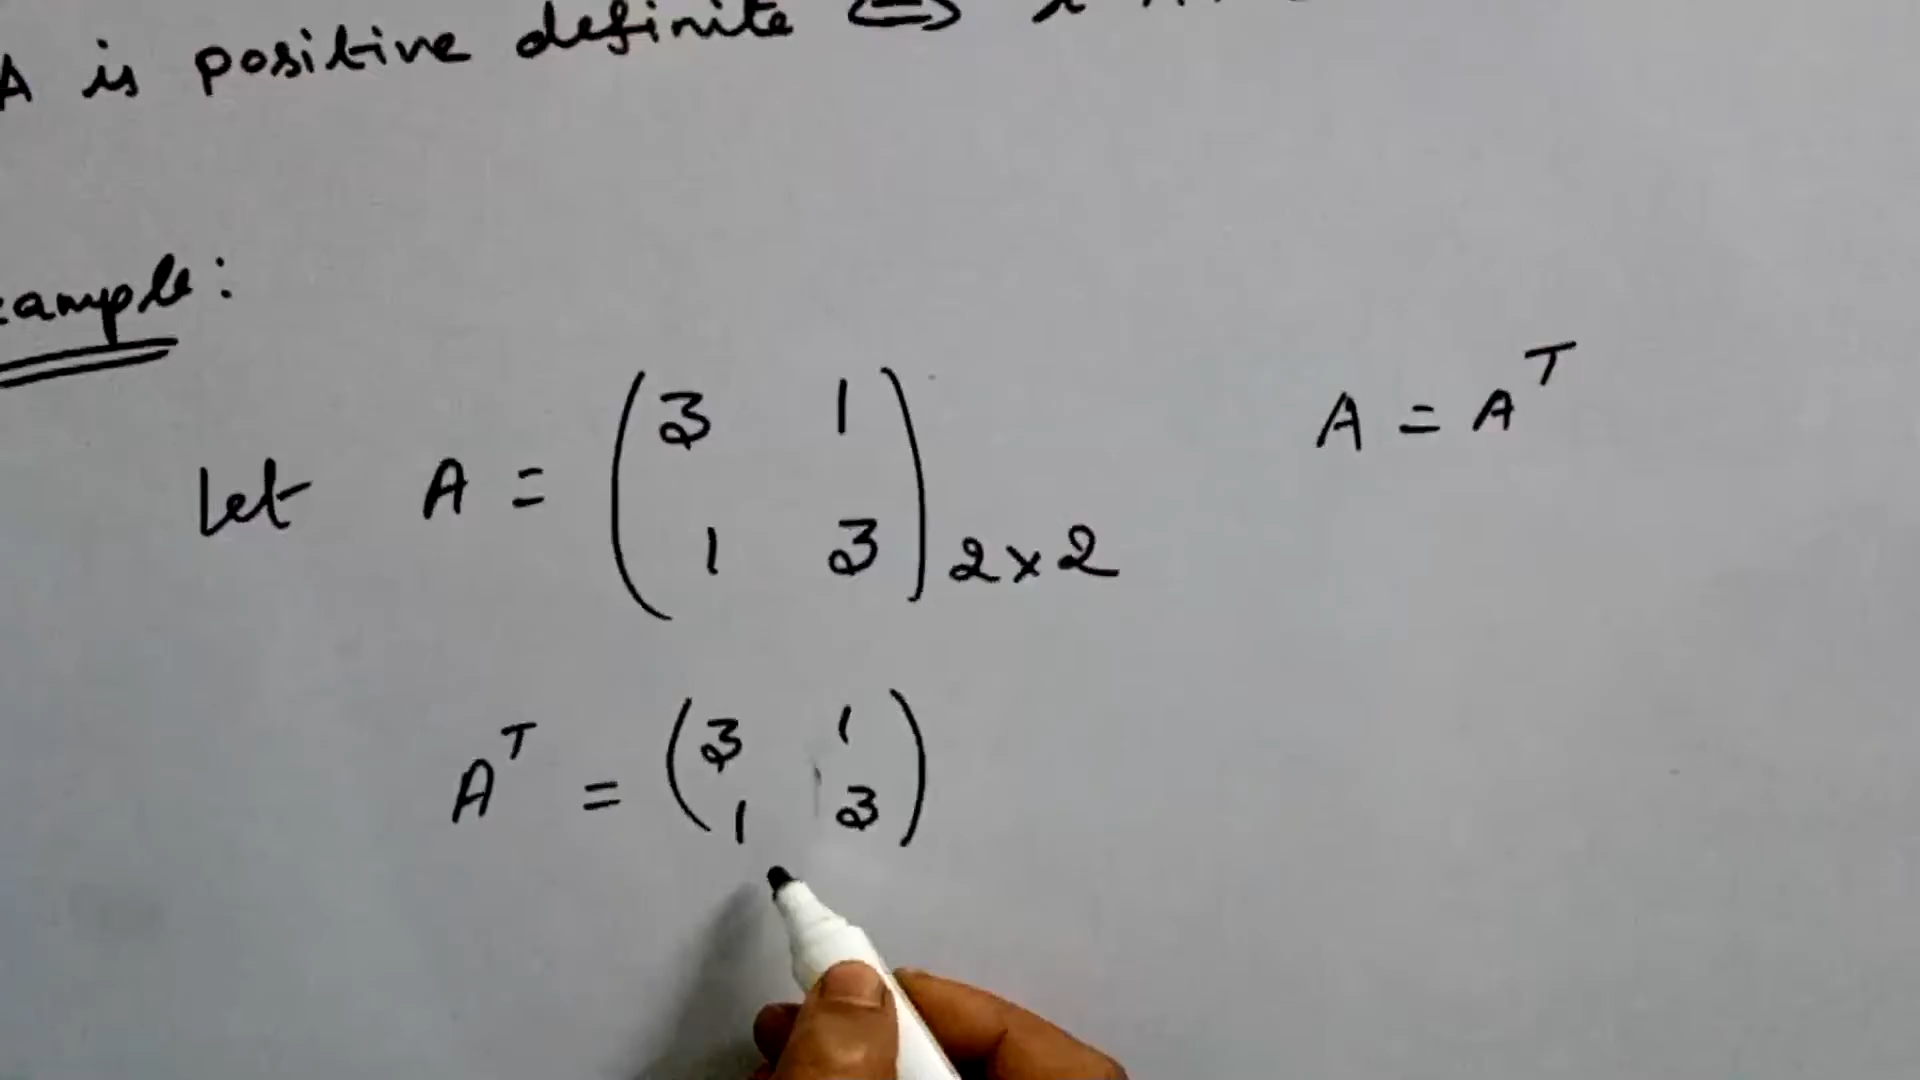 A is positive definite ⟺
Example:
Let A = ( 3 1 A = A^T
1 3 ) 2×2
A^T = ( 3 1
1 3 )